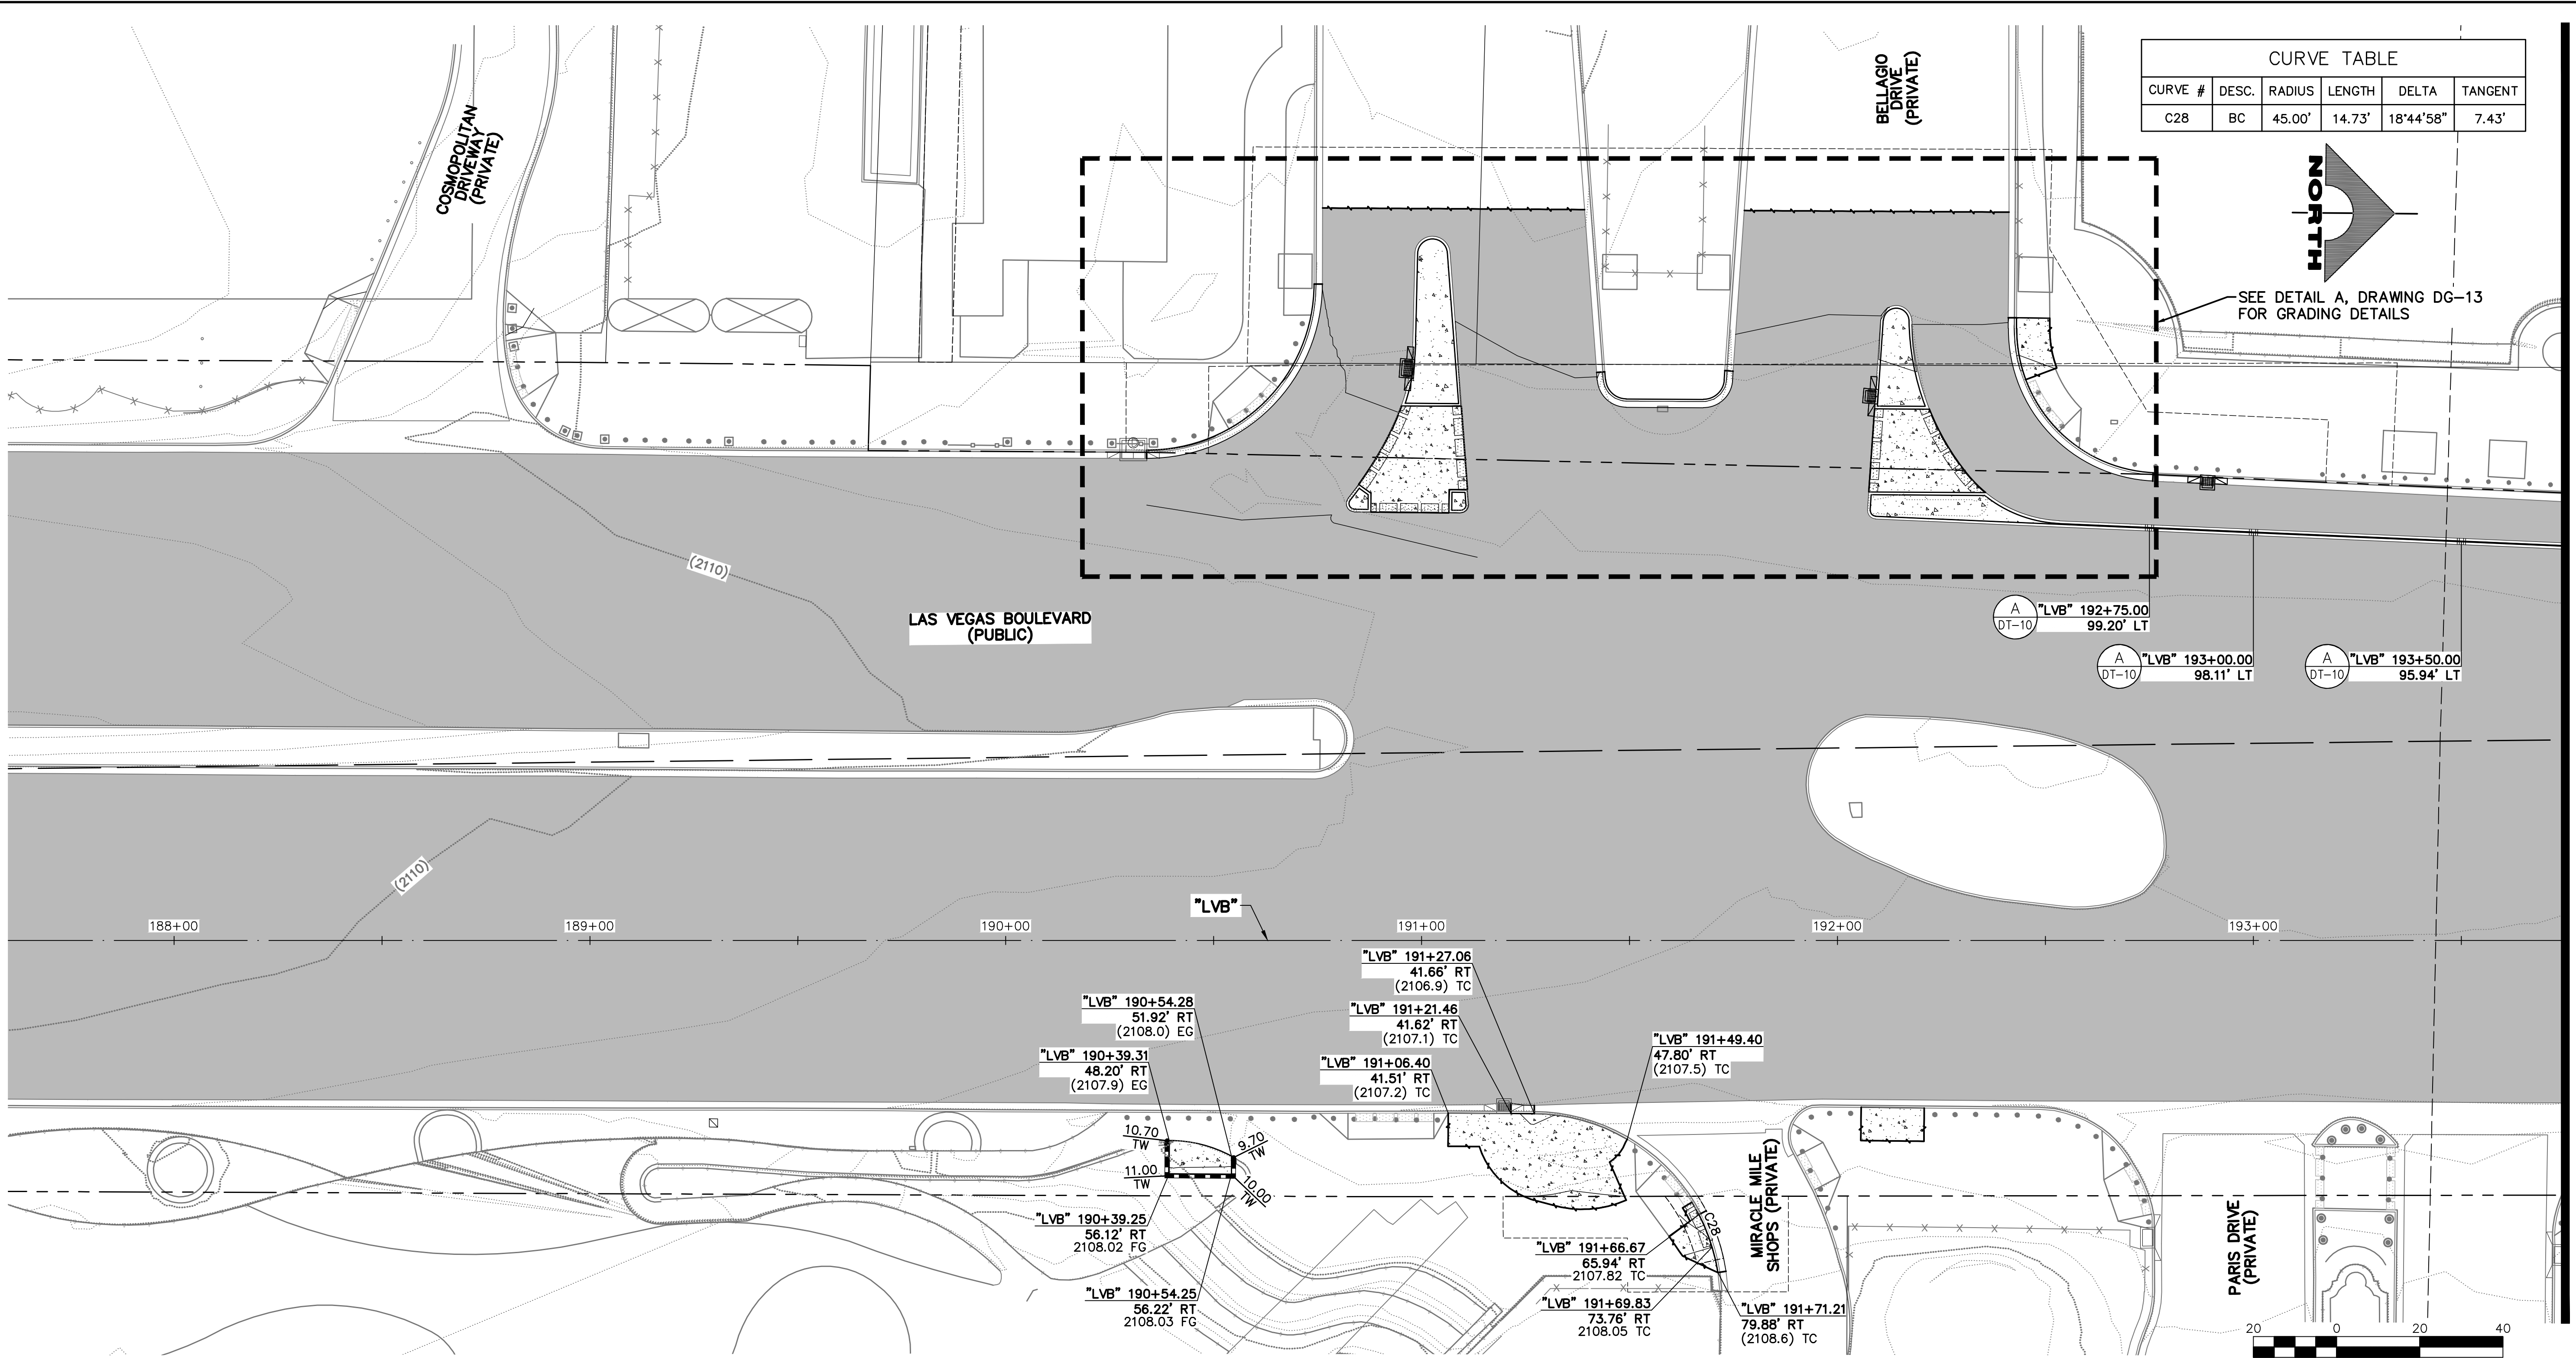 CURVE TABLE
CURVE # DESC. RADIUS LENGTH DELTA TANGENT
C28 BC 45.00' 14.73' 18°44'58" 7.43'
COSMOPOLITAN
DRIVEWAY
(PRIVATE)
BELLAGIO
DRIVE
(PRIVATE)
NORTH
SEE DETAIL A, DRAWING DG-13
FOR GRADING DETAILS
(2110)
LAS VEGAS BOULEVARD
(PUBLIC)
A
DT-10
"LVB" 192+75.00
99.20' LT
A
DT-10
"LVB" 193+00.00
98.11' LT
A
DT-10
"LVB" 193+50.00
95.94' LT
(2110)
"LVB"
188+00
189+00
190+00
191+00
192+00
193+00
"LVB" 191+27.06
41.66' RT
(2106.9) TC
"LVB" 190+54.28
51.92' RT
(2108.0) EG
"LVB" 191+21.46
41.62' RT
(2107.1) TC
"LVB" 191+49.40
47.80' RT
(2107.5) TC
"LVB" 190+39.31
48.20' RT
(2107.9) EG
"LVB" 191+06.40
41.51' RT
(2107.2) TC
10.70
TW
9.70
TW
11.00
TW
10.00
TW
"LVB" 190+39.25
56.12' RT
2108.02 FG
"LVB" 190+54.25
56.22' RT
2108.03 FG
C28
"LVB" 191+66.67
65.94' RT
2107.82 TC
"LVB" 191+69.83
73.76' RT
2108.05 TC
"LVB" 191+71.21
79.88' RT
(2108.6) TC
MIRACLE MILE
SHOPS (PRIVATE)
PARIS DRIVE
(PRIVATE)
20 0 20 40